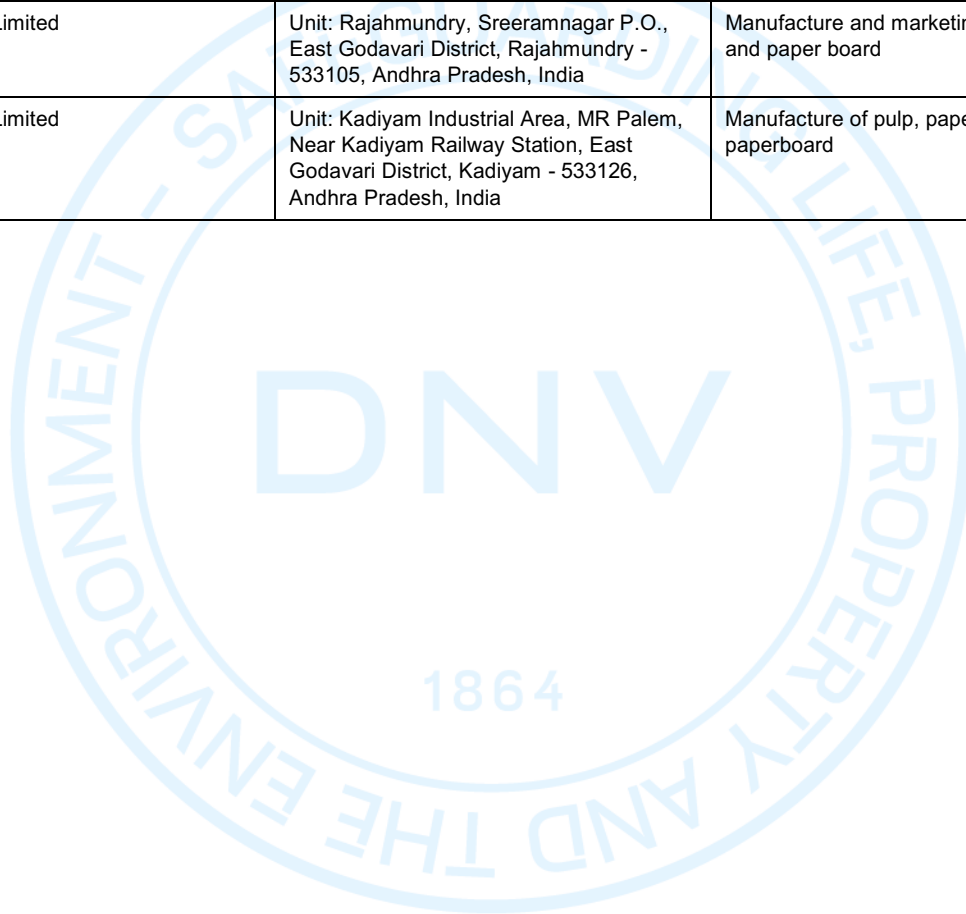 Limited
Unit: Rajahmundry, Sreeramnagar P.O.,
East Godavari District, Rajahmundry -
533105, Andhra Pradesh, India
Manufacture and
and paper board
Limited
Unit: Kadiyam Industrial Area, MR Palem,
Near Kadiyam Railway Station, East
Godavari District, Kadiyam - 533126,
Andhra Pradesh, India
Manufacture of pulp,
paperboard
SAFEGUARDING LIFE, PROPERTY AND THE ENVIRONMENT -
DNV
1864